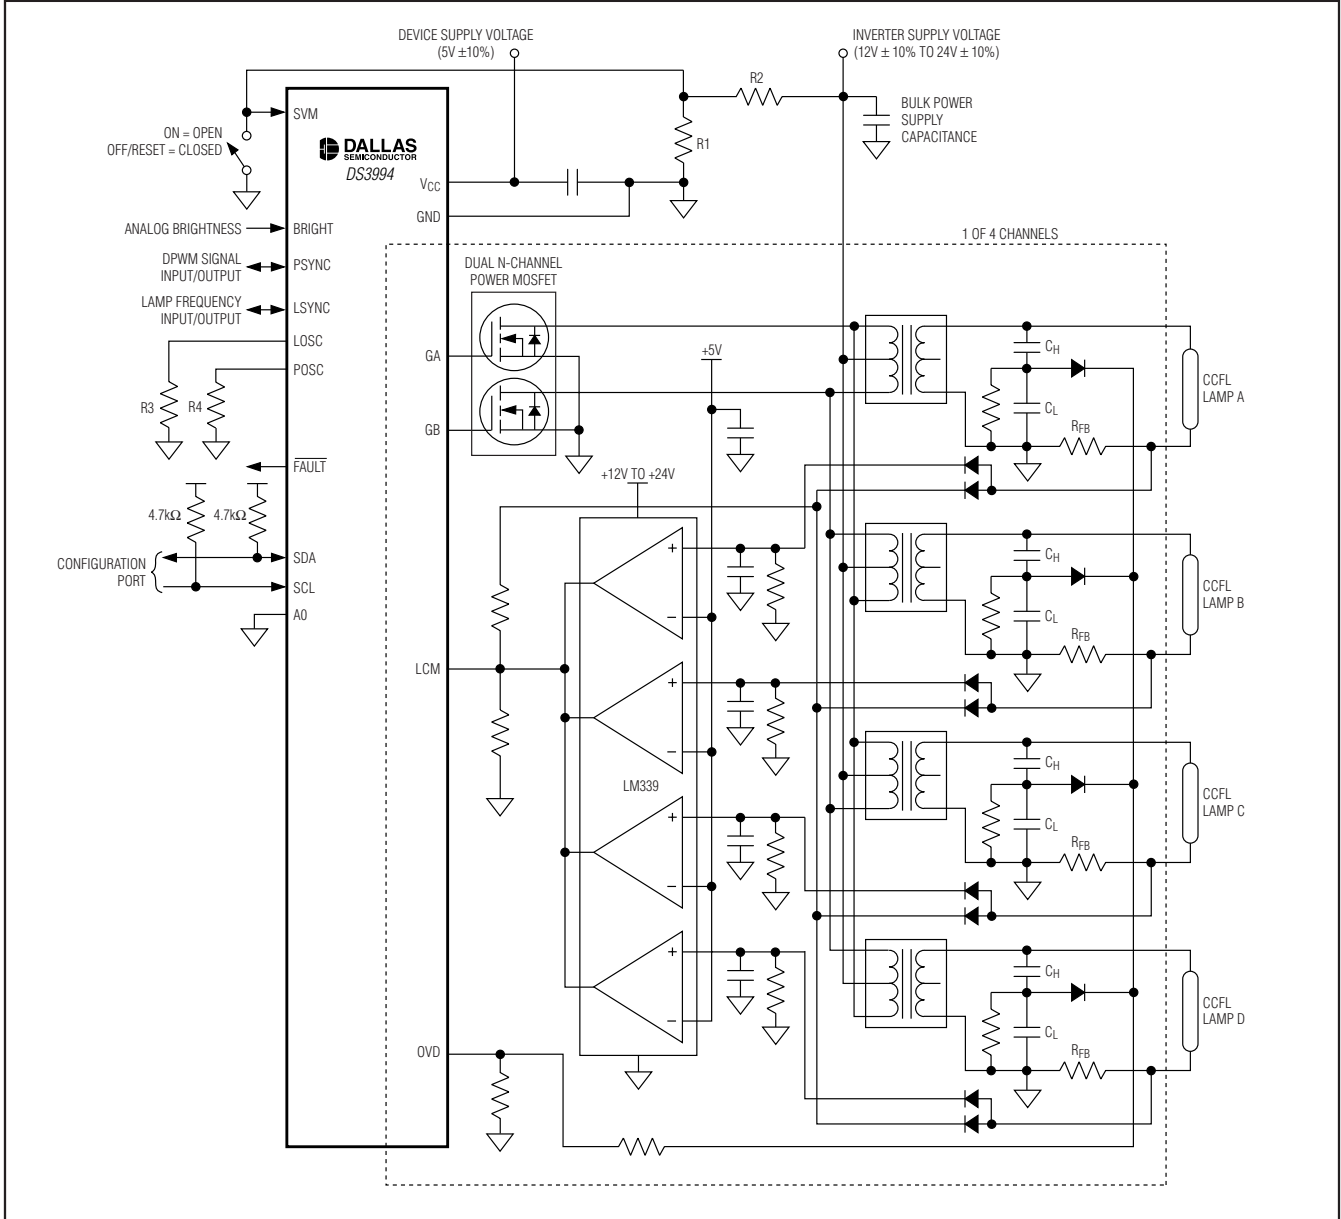 DEVICE SUPPLY VOLTAGE
(5V ±10%)
INVERTER SUPPLY VOLTAGE
(12V ± 10% TO 24V ± 10%)
R2
BULK POWER
SUPPLY
CAPACITANCE
R1
SVM
ON = OPEN
OFF/RESET = CLOSED
DALLAS
SEMICONDUCTOR
DS3994
VCC
GND
ANALOG BRIGHTNESS
BRIGHT
1 OF 4 CHANNELS
DPWM SIGNAL
INPUT/OUTPUT
PSYNC
DUAL N-CHANNEL
POWER MOSFET
LAMP FREQUENCY
INPUT/OUTPUT
LSYNC
LOSC
POSC
GA
GB
+5V
R3
R4
FAULT
+12V TO +24V
4.7kΩ
4.7kΩ
CONFIGURATION
PORT
SDA
SCL
A0
LCM
OVD
+
−
+
−
LM339
+
−
+
−
CH
CL
RFB
CCFL
LAMP A
CH
CL
RFB
CCFL
LAMP B
CH
CL
RFB
CCFL
LAMP C
CH
CL
RFB
CCFL
LAMP D